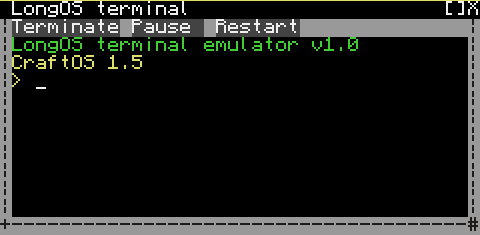 LongOS terminal []X
Terminate Pause Restart
LongOS terminal emulator v1.0
CraftOS 1.5
> _